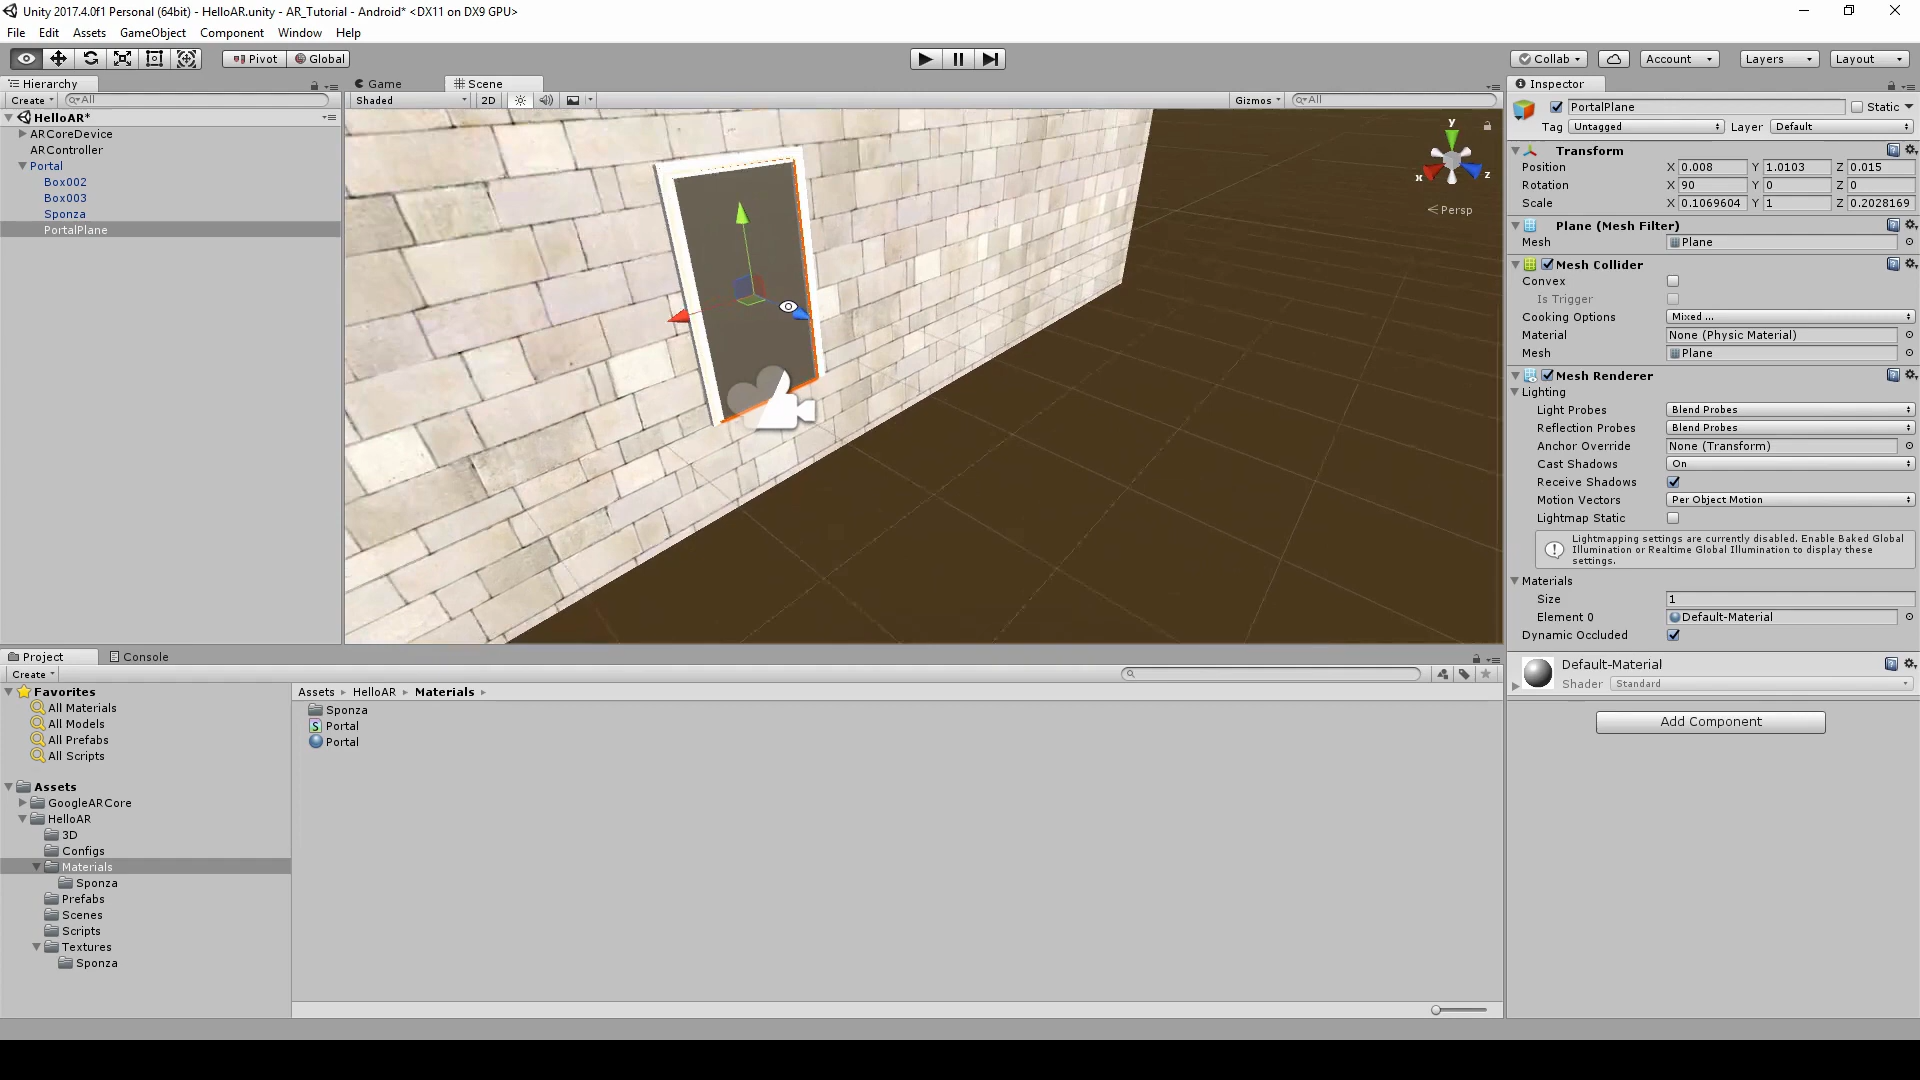 Unity 2017.4.0f1 Personal (64bit) - HelloAR.unity - AR_Tutorial - Android* <DX11 on DX9 GPU>
File Edit Assets GameObject Component Window Help
Pivot Global Collab Account Layers Layout
Hierarchy
Create All
HelloAR*
ARCoreDevice
ARController
Portal
Box002
Box003
Sponza
PortalPlane
Game Scene
Shaded 2D Gizmos All
y
x
z
Persp
Inspector
PortalPlane Static
Tag Untagged Layer Default
Transform
Position X 0.008 Y 1.0103 Z 0.015
Rotation X 90 Y 0 Z 0
Scale X 0.1069604 Y 1 Z 0.2028169
Plane (Mesh Filter)
Mesh Plane
Mesh Collider
Convex
Is Trigger
Cooking Options Mixed ...
Material None (Physic Material)
Mesh Plane
Mesh Renderer
Lighting
Light Probes Blend Probes
Reflection Probes Blend Probes
Anchor Override None (Transform)
Cast Shadows On
Receive Shadows
Motion Vectors Per Object Motion
Lightmap Static
Lightmapping settings are currently disabled. Enable Baked Global
Illumination or Realtime Global Illumination to display these
settings.
Materials
Size 1
Element 0 Default-Material
Dynamic Occluded
Default-Material
Shader Standard
Add Component
Project Console
Create
Favorites
All Materials
All Models
All Prefabs
All Scripts
Assets
GoogleARCore
HelloAR
3D
Configs
Materials
Sponza
Prefabs
Scenes
Scripts
Textures
Sponza
Assets HelloAR Materials
Sponza
Portal
Portal